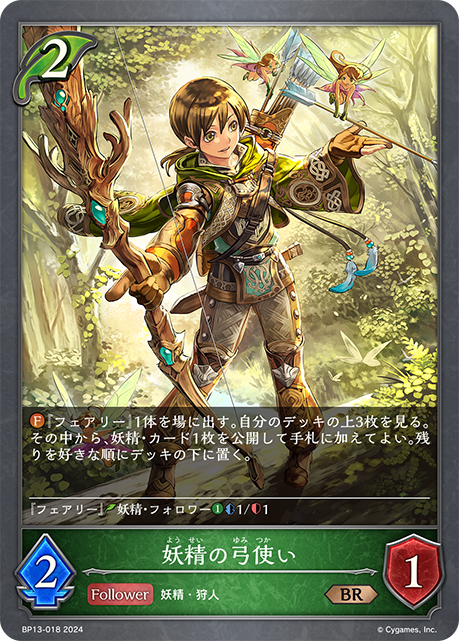 2
F『フェアリー』1体を場に出す。自分のデッキの上3枚を見る。
その中から、妖精・カード1枚を公開して手札に加えてよい。残
りを好きな順にデッキの下に置く。
『フェアリー』妖精・フォロワー1 1/1
ようせい ゆみつか
妖精の弓使い
2
Follower 妖精・狩人
BR
1
BP13-018 2024
© Cygames, Inc.